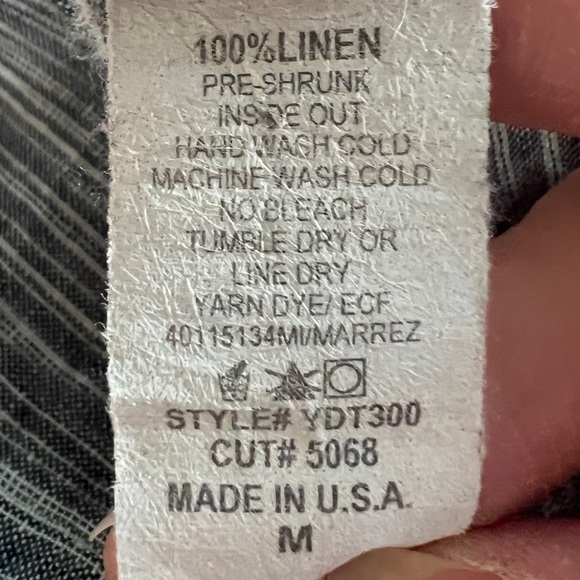 100%LINEN
PRE-SHRUNK
INSIDE OUT
HAND WASH COLD
MACHINE WASH COLD
NO BLEACH
TUMBLE DRY OR
LINE DRY
YARN DYE/ ECF
40115134MI/MARREZ
STYLE# YDT300
CUT# 5068
MADE IN U.S.A.
M